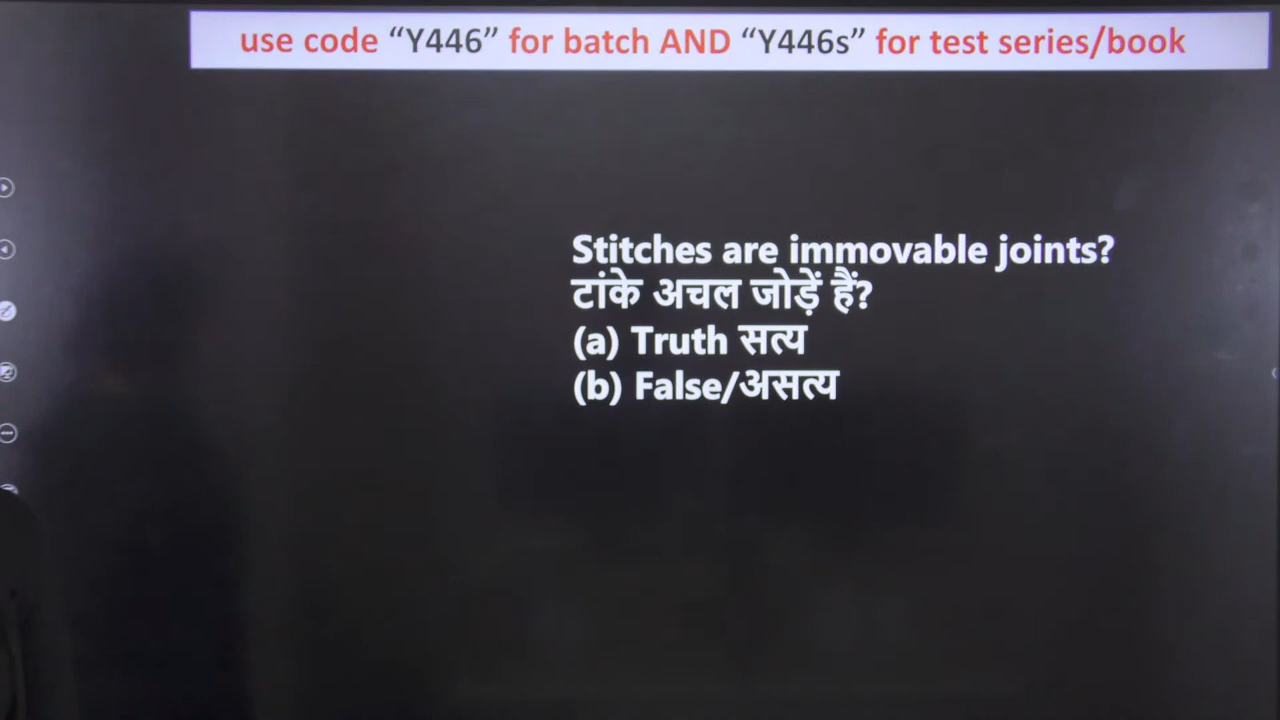 use code “Y446” for batch AND “Y446s” for test series/book
Stitches are immovable joints?
टांके अचल जोड़ें हैं?
(a) Truth सत्य
(b) False/असत्य